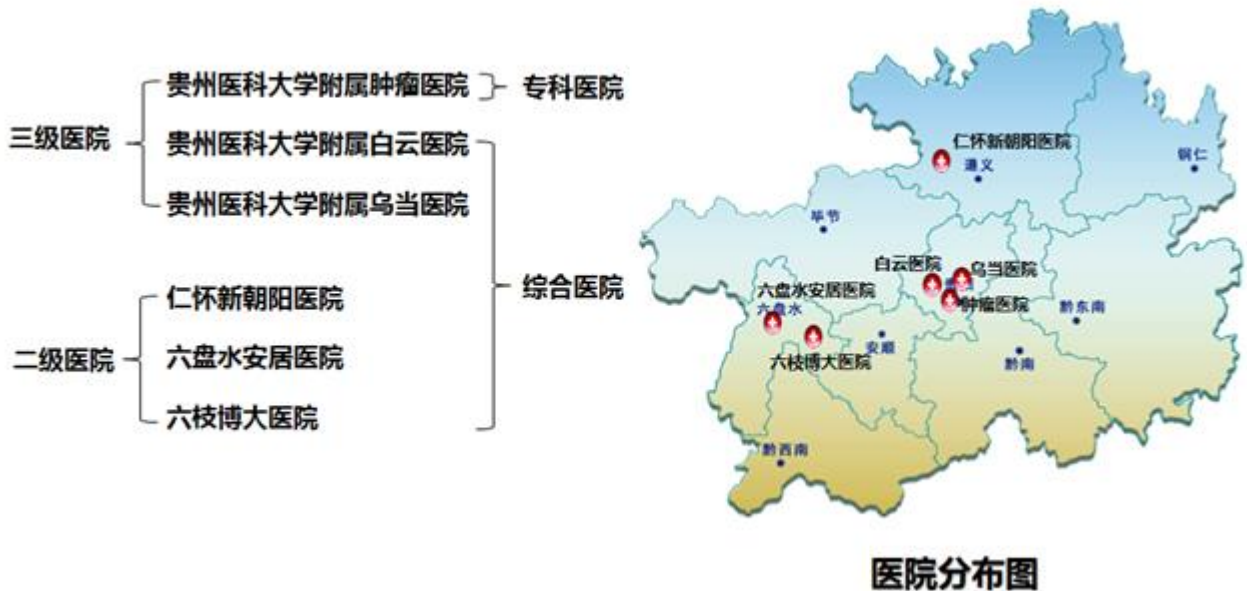 三级医院
贵州医科大学附属肿瘤医院
专科医院
贵州医科大学附属白云医院
贵州医科大学附属乌当医院
综合医院
二级医院
仁怀新朝阳医院
六盘水安居医院
六枝博大医院
仁怀新朝阳医院
遵义
铜仁
毕节
白云医院
乌当医院
肿瘤医院
六盘水安居医院
六盘水
六枝博大医院
安顺
黔东南
黔南
黔西南
医院分布图